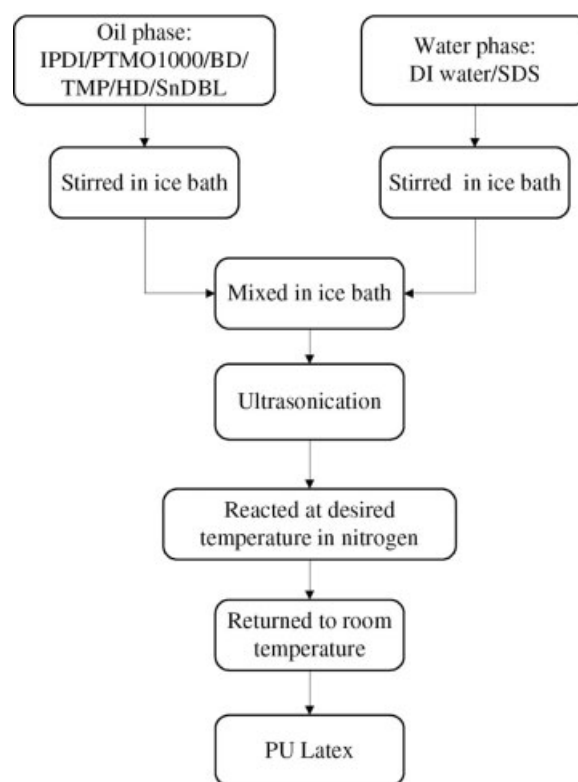 Oil phase:
IPDI/PTMO1000/BD/
TMP/HD/SnDBL
Water phase:
DI water/SDS
Stirred in ice bath
Stirred in ice bath
Mixed in ice bath
Ultrasonication
Reacted at desired
temperature in nitrogen
Returned to room
temperature
PU Latex